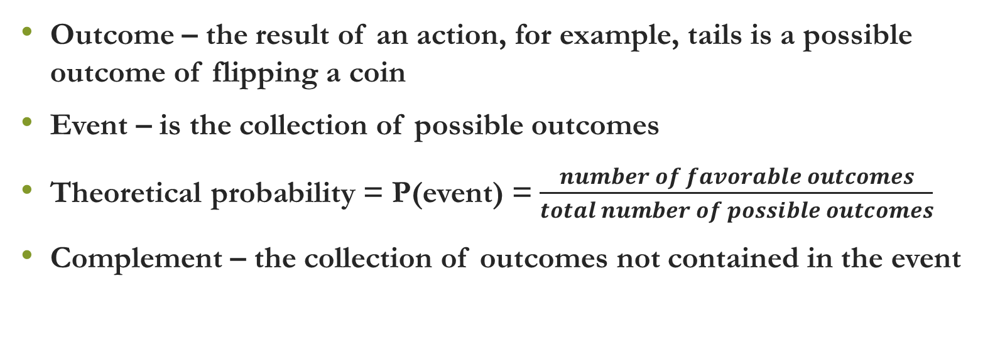 • Outcome – the result of an action, for example, tails is a possible
outcome of flipping a coin
• Event – is the collection of possible outcomes
• Theoretical probability = P(event) = number of favorable outcomes / total number of possible outcomes
• Complement – the collection of outcomes not contained in the event